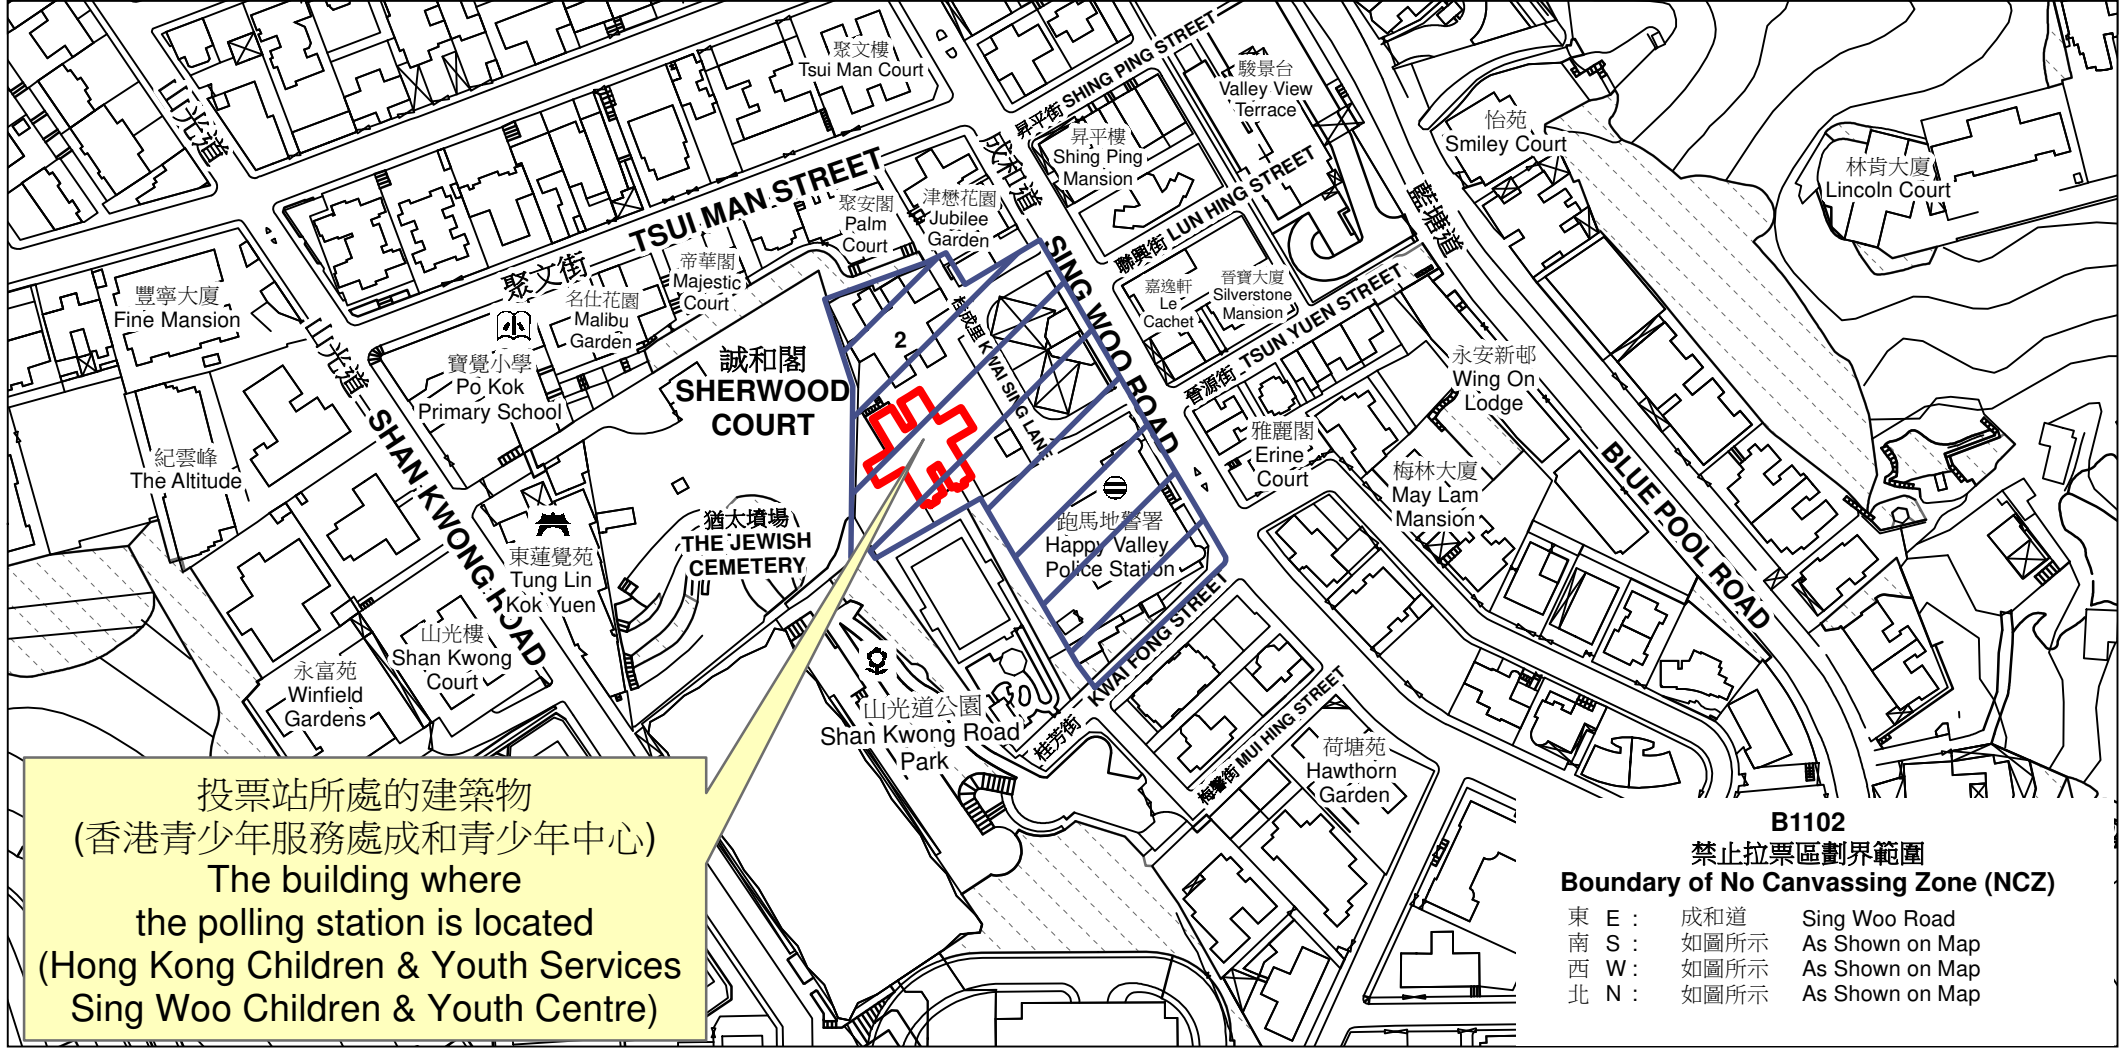 聚文樓
Tsui Man Court
山光道
昇平街 SHING PING STREET
駿景台
Valley View
Terrace
昇平樓
Shing Ping
Mansion
怡苑
Smiley Court
林肯大廈
Lincoln Court
成和道
藍塘道
TSUI MAN STREET
聚文街
聚安閣
Palm
Court
津懋花園
Jubilee
Garden
聯興街 LUN HING STREET
帝華閣
Majestic
Court
名仕花園
Malibu
Garden
豐寧大廈
Fine Mansion
嘉逸軒
Le
Cachet
晉寶大廈
Silverstone
Mansion
晉源街 TSUN YUEN STREET
SING WOO ROAD
桂成里 KWAI SING LANE
2
寶覺小學
Po Kok
Primary School
誠和閣
SHERWOOD
COURT
永安新邨
Wing On
Lodge
山光道 SHAN KWONG ROAD
紀雲峰
The Altitude
雅麗閣
Erine
Court
梅林大廈
May Lam
Mansion
BLUE POOL ROAD
猶太墳場
THE JEWISH
CEMETERY
跑馬地警署
Happy Valley
Police Station
東蓮覺苑
Tung Lin
Kok Yuen
山光樓
Shan Kwong
Court
永富苑
Winfield
Gardens
桂芳街 KWAI FONG STREET
山光道公園
Shan Kwong Road
Park
梅馨街 MUI HING STREET
荷塘苑
Hawthorn
Garden
投票站所處的建築物
(香港青少年服務處成和青少年中心)
The building where
the polling station is located
(Hong Kong Children & Youth Services
Sing Woo Children & Youth Centre)
B1102
禁止拉票區劃界範圍
Boundary of No Canvassing Zone (NCZ)
東 E : 成和道 Sing Woo Road
南 S : 如圖所示 As Shown on Map
西 W : 如圖所示 As Shown on Map
北 N : 如圖所示 As Shown on Map